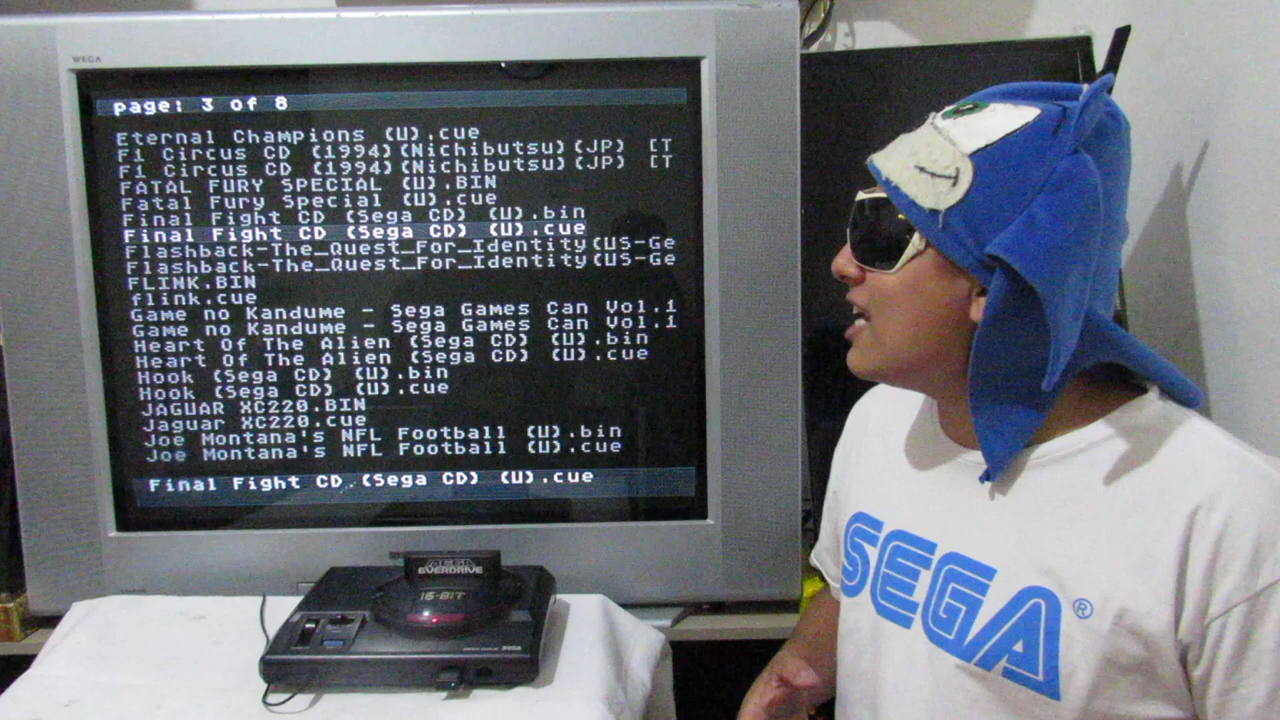 WEGA
page: 3 of 8
Eternal Champions (U).cue
F1 Circus CD (1994)(Nichibutsu)(JP) [T
F1 Circus CD (1994)(Nichibutsu)(JP) [T
FATAL FURY SPECIAL (U).BIN
Fatal Fury Special (U).cue
Final Fight CD (Sega CD) (U).bin
Final Fight CD (Sega CD) (U).cue
Flashback-The_Quest_For_Identity(US-Ge
Flashback-The_Quest_For_Identity(US-Ge
FLINK.BIN
flink.cue
Game no Kandume - Sega Games Can Vol.1
Game no Kandume - Sega Games Can Vol.1
Heart Of The Alien (Sega CD) (U).bin
Heart Of The Alien (Sega CD) (U).cue
Hook (Sega CD) (U).bin
Hook (Sega CD) (U).cue
JAGUAR XC220.BIN
Jaguar XC220.cue
Joe Montana's NFL Football (U).bin
Joe Montana's NFL Football (U).cue
Final Fight CD (Sega CD) (U).cue
MEGA
EVERDRIVE
16-BIT
SEGA
SEGA®